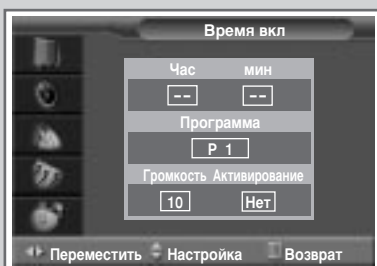 Время вкл
Час мин
-- --
Программа
P 1
Громкость Активирование
10 Нет
Переместить Настройка Возврат